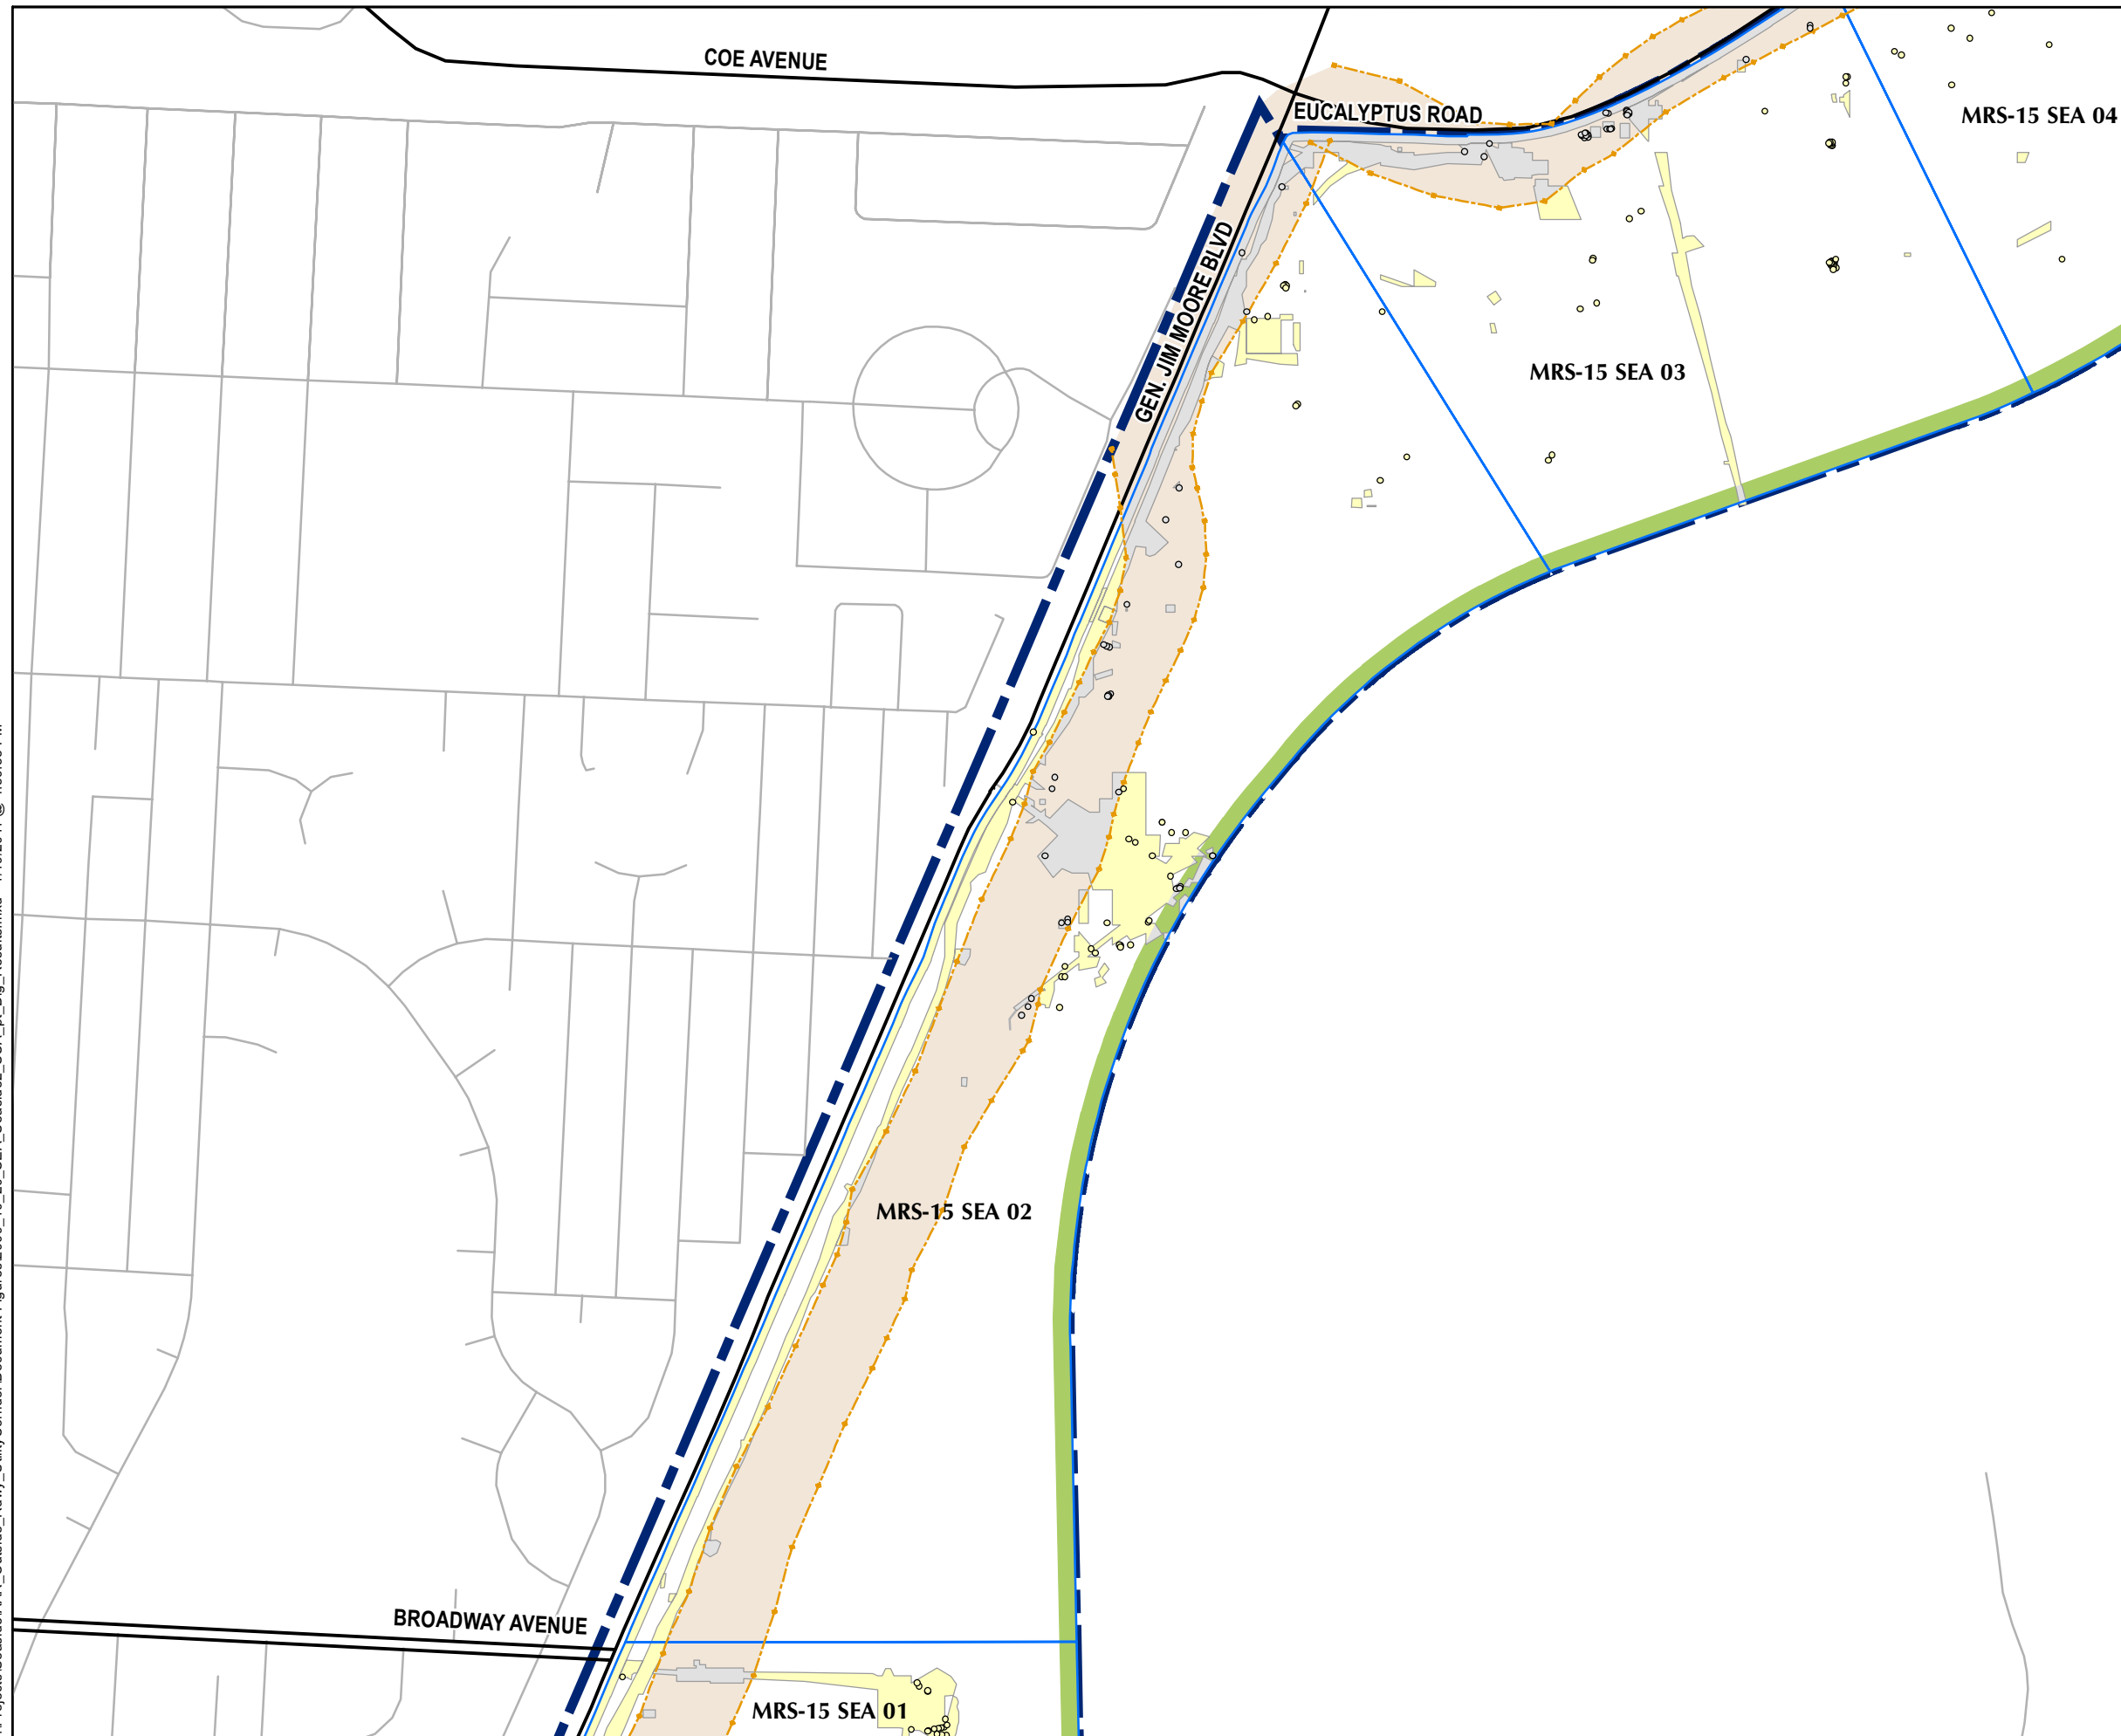 COE AVENUE
EUCALYPTUS ROAD
MRS-15 SEA 04
GEN. JIM MOORE BLVD
MRS-15 SEA 03
MRS-15 SEA 02
BROADWAY AVENUE
MRS-15 SEA 01